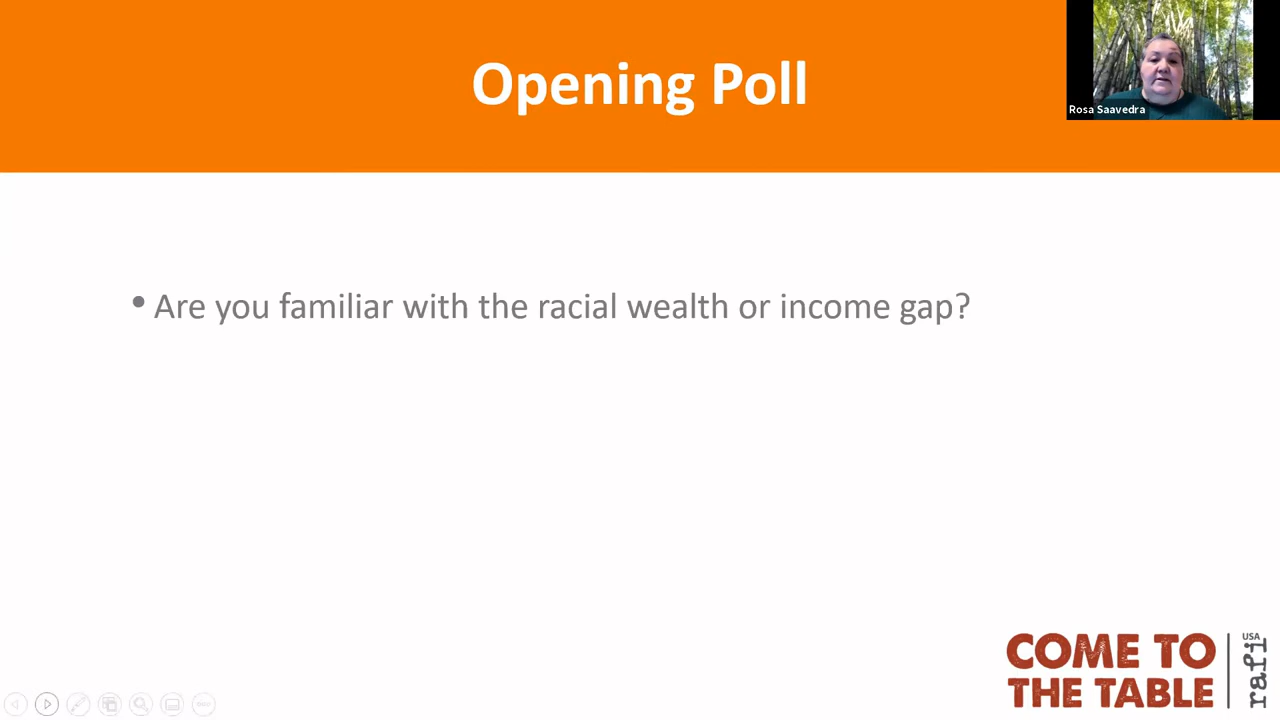 Opening Poll
Rosa Saavedra
• Are you familiar with the racial wealth or income gap?
COME TO
THE TABLE
rafi
USA